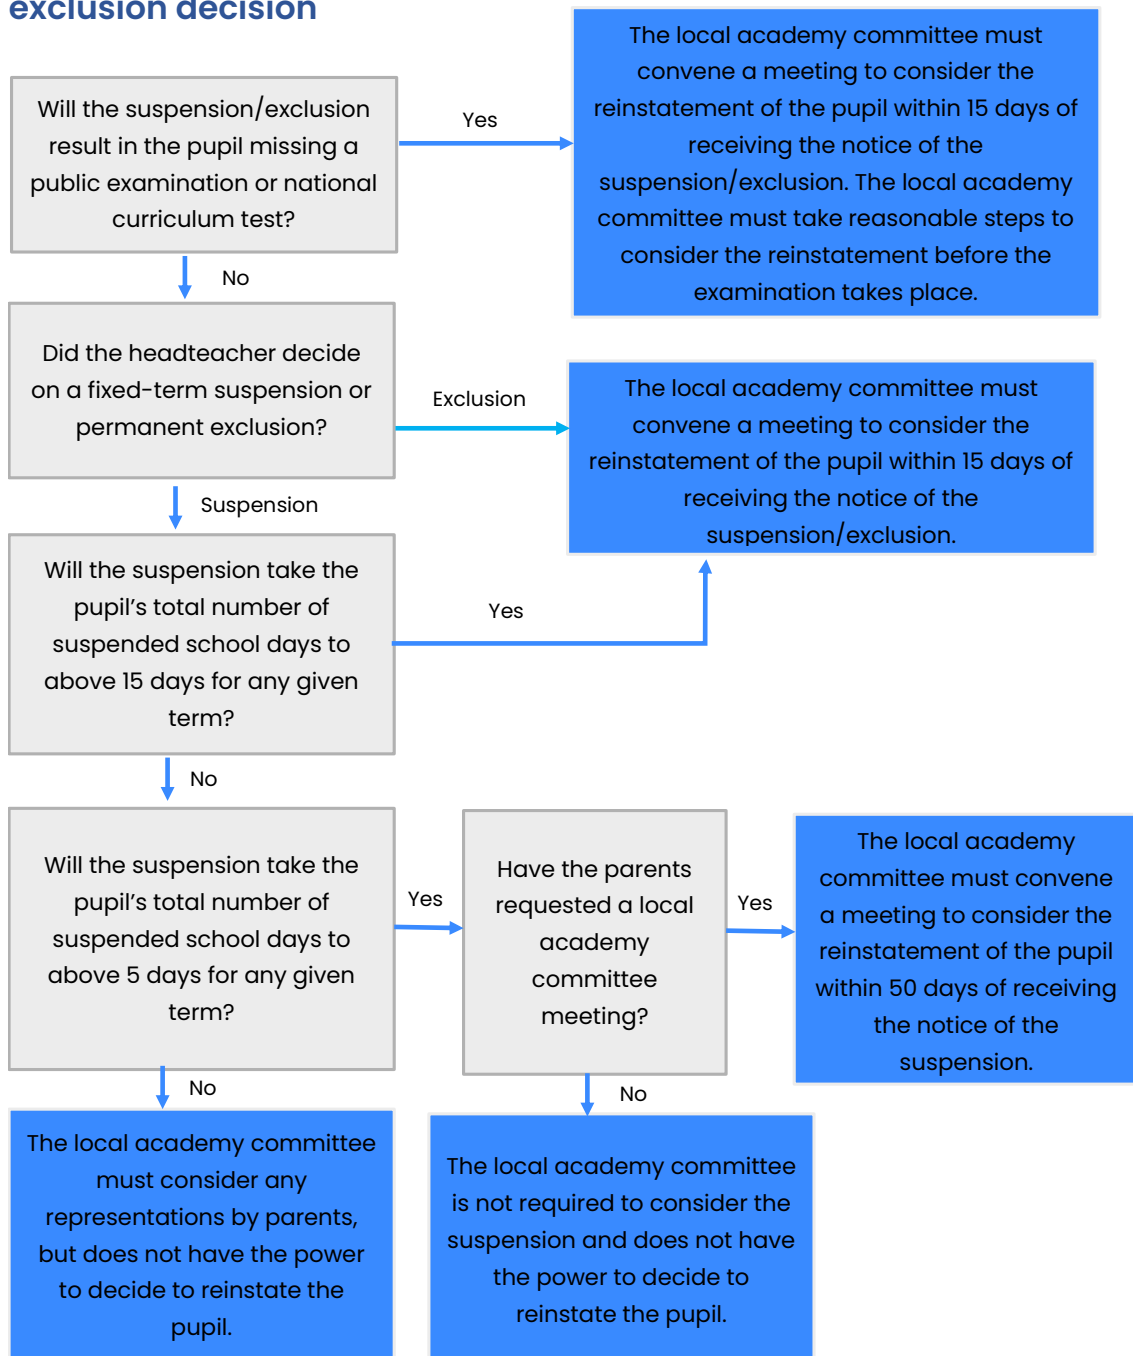 exclusion decision
Will the suspension/exclusion
result in the pupil missing a
public examination or national
curriculum test?
Yes
The local academy committee must
convene a meeting to consider the
reinstatement of the pupil within 15 days of
receiving the notice of the
suspension/exclusion. The local academy
committee must take reasonable steps to
consider the reinstatement before the
examination takes place.
No
Did the headteacher decide
on a fixed-term suspension or
permanent exclusion?
Exclusion
The local academy committee must
convene a meeting to consider the
reinstatement of the pupil within 15 days of
receiving the notice of the
suspension/exclusion.
Suspension
Will the suspension take the
pupil’s total number of
suspended school days to
above 15 days for any given
term?
Yes
No
Will the suspension take the
pupil’s total number of
suspended school days to
above 5 days for any given
term?
Yes
Have the parents
requested a local
academy
committee
meeting?
Yes
The local academy
committee must convene
a meeting to consider the
reinstatement of the pupil
within 50 days of receiving
the notice of the
suspension.
No
The local academy committee
must consider any
representations by parents,
but does not have the power
to decide to reinstate the
pupil.
No
The local academy committee
is not required to consider the
suspension and does not have
the power to decide to
reinstate the pupil.